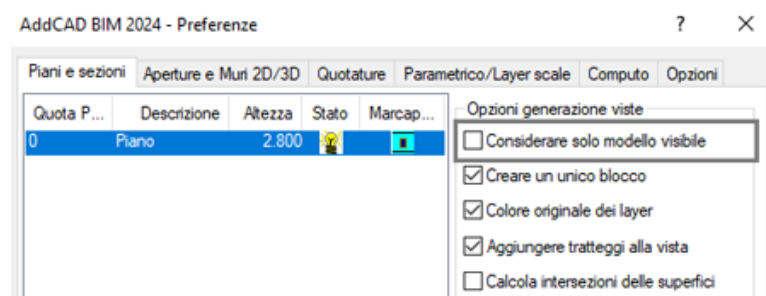 AddCAD BIM 2024 - Preferenze ? ×
Piani e sezioni Aperture e Muri 2D/3D Quotature Parametrico/Layer scale Computo Opzioni
Quota P... Descrizione Altezza Stato Marcap... Opzioni generazione viste
0 Piano 2.800 Considerare solo modello visibile
Creare un unico blocco
Colore originale dei layer
Aggiungere tratteggi alla vista
Calcola intersezioni delle superfici